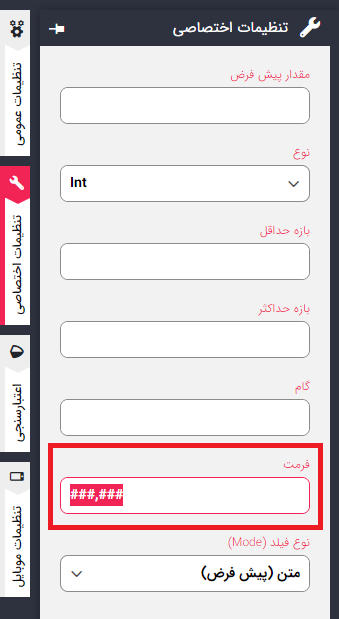 تنظیمات اختصاصی
مقدار پیش فرض
نوع
Int
بازه حداقل
بازه حداکثر
گام
فرمت
###,###
نوع فیلد (Mode)
متن (پیش فرض)
تنظیمات عمومی
تنظیمات اختصاصی
اعتبارسنجی
تنظیمات موبایل